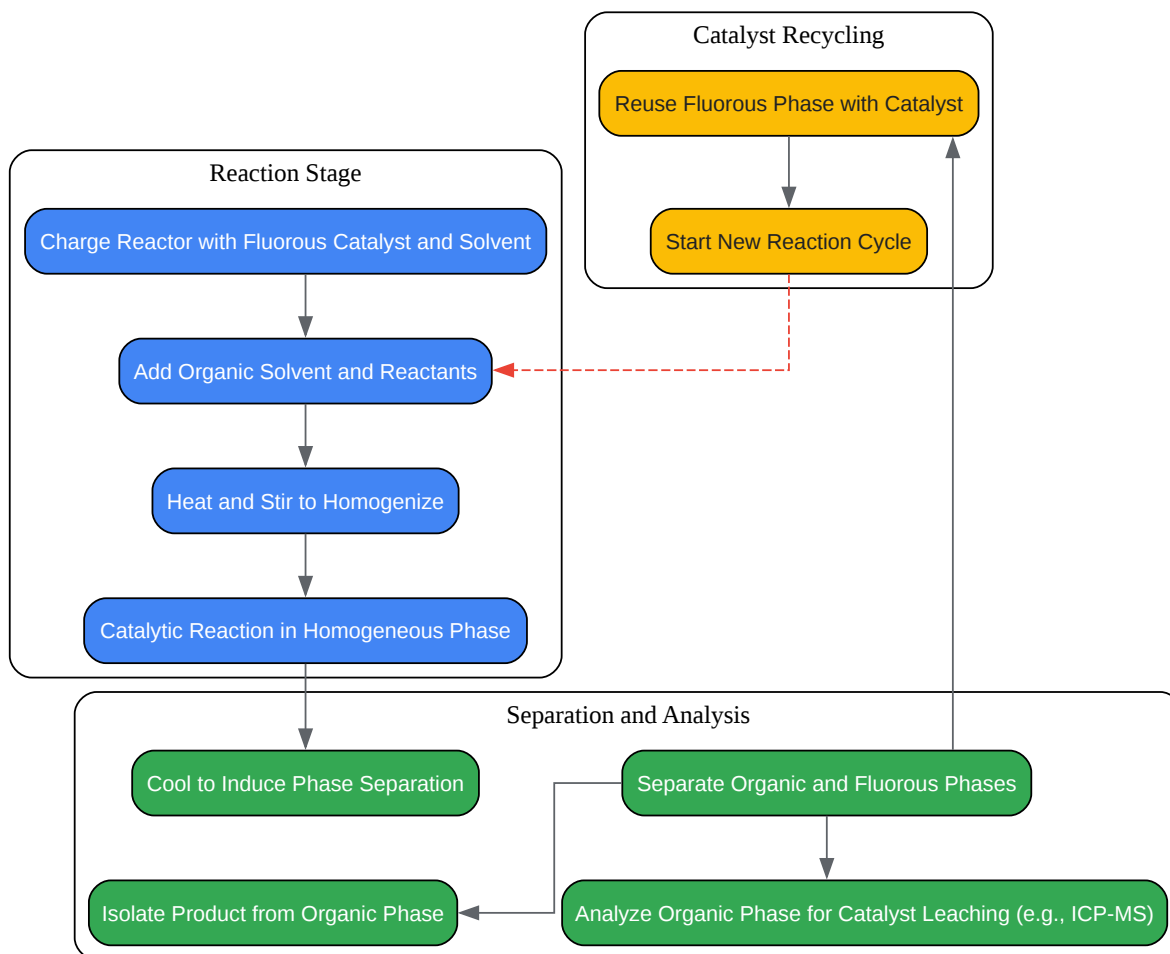 Catalyst Recycling
Reuse Fluorous Phase with Catalyst
Start New Reaction Cycle
Reaction Stage
Charge Reactor with Fluorous Catalyst and Solvent
Add Organic Solvent and Reactants
Heat and Stir to Homogenize
Catalytic Reaction in Homogeneous Phase
Separation and Analysis
Cool to Induce Phase Separation
Separate Organic and Fluorous Phases
Isolate Product from Organic Phase
Analyze Organic Phase for Catalyst Leaching (e.g., ICP-MS)